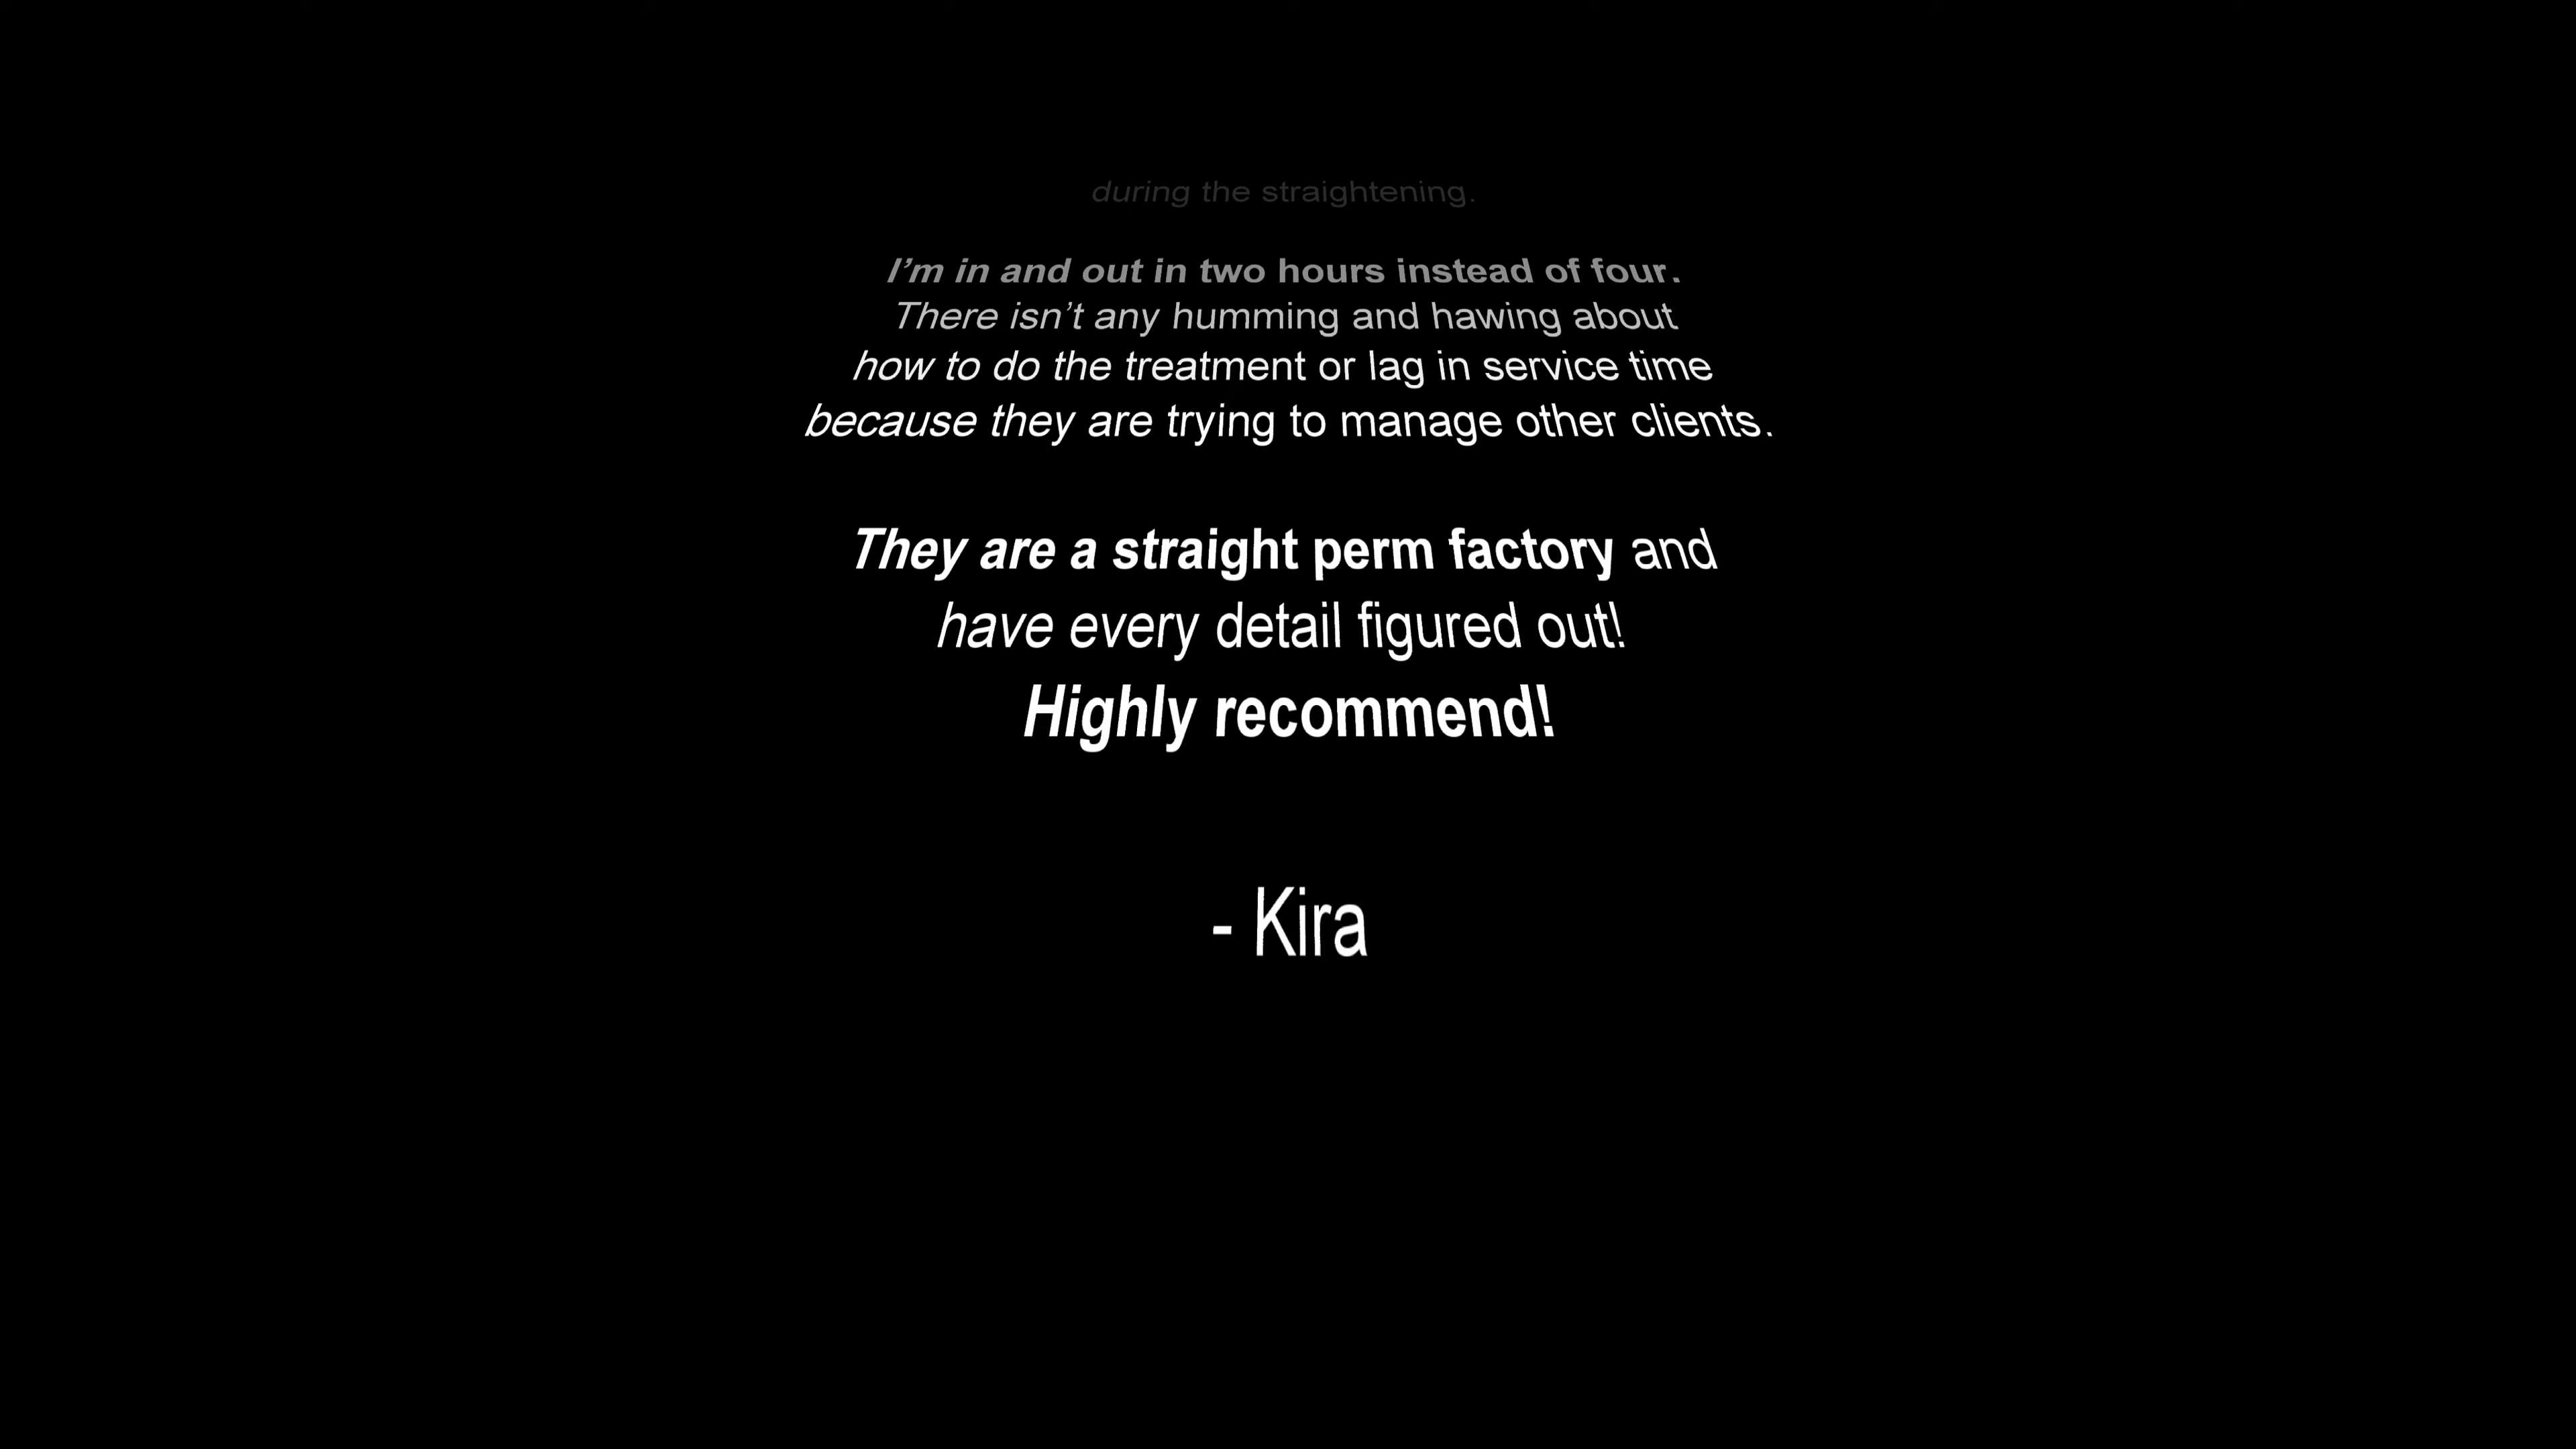 during the straightening.
I’m in and out in two hours instead of four.
There isn’t any humming and hawing about
how to do the treatment or lag in service time
because they are trying to manage other clients.
They are a straight perm factory and
have every detail figured out!
Highly recommend!
- Kira